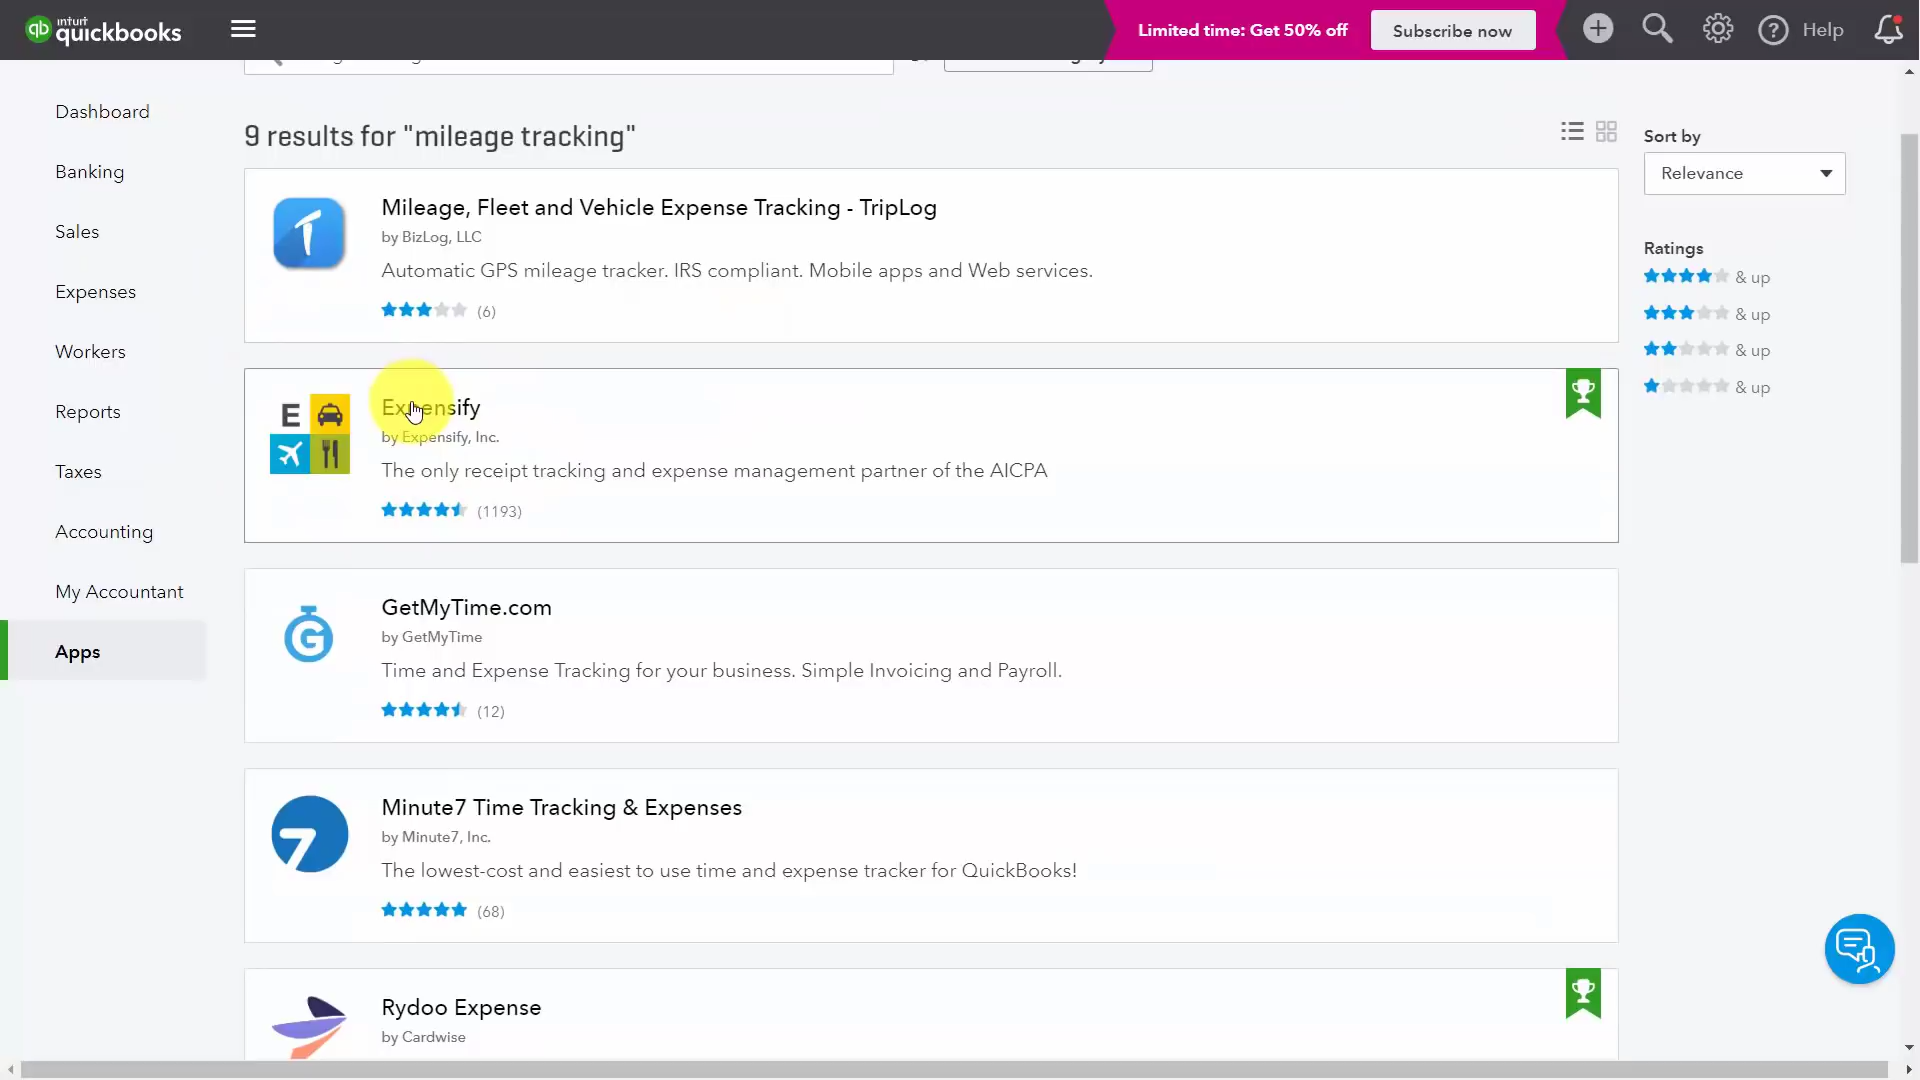 intuit
quickbooks
Limited time: Get 50% off
Subscribe now
Help
Dashboard
Banking
Sales
Expenses
Workers
Reports
Taxes
Accounting
My Accountant
Apps
9 results for "mileage tracking"
Mileage, Fleet and Vehicle Expense Tracking - TripLog
by BizLog, LLC
Automatic GPS mileage tracker. IRS compliant. Mobile apps and Web services.
(6)
E
Expensify
by Expensify, Inc.
The only receipt tracking and expense management partner of the AICPA
(1193)
G
GetMyTime.com
by GetMyTime
Time and Expense Tracking for your business. Simple Invoicing and Payroll.
(12)
7
Minute7 Time Tracking & Expenses
by Minute7, Inc.
The lowest-cost and easiest to use time and expense tracker for QuickBooks!
(68)
Rydoo Expense
by Cardwise
Sort by
Relevance
Ratings
& up
& up
& up
& up